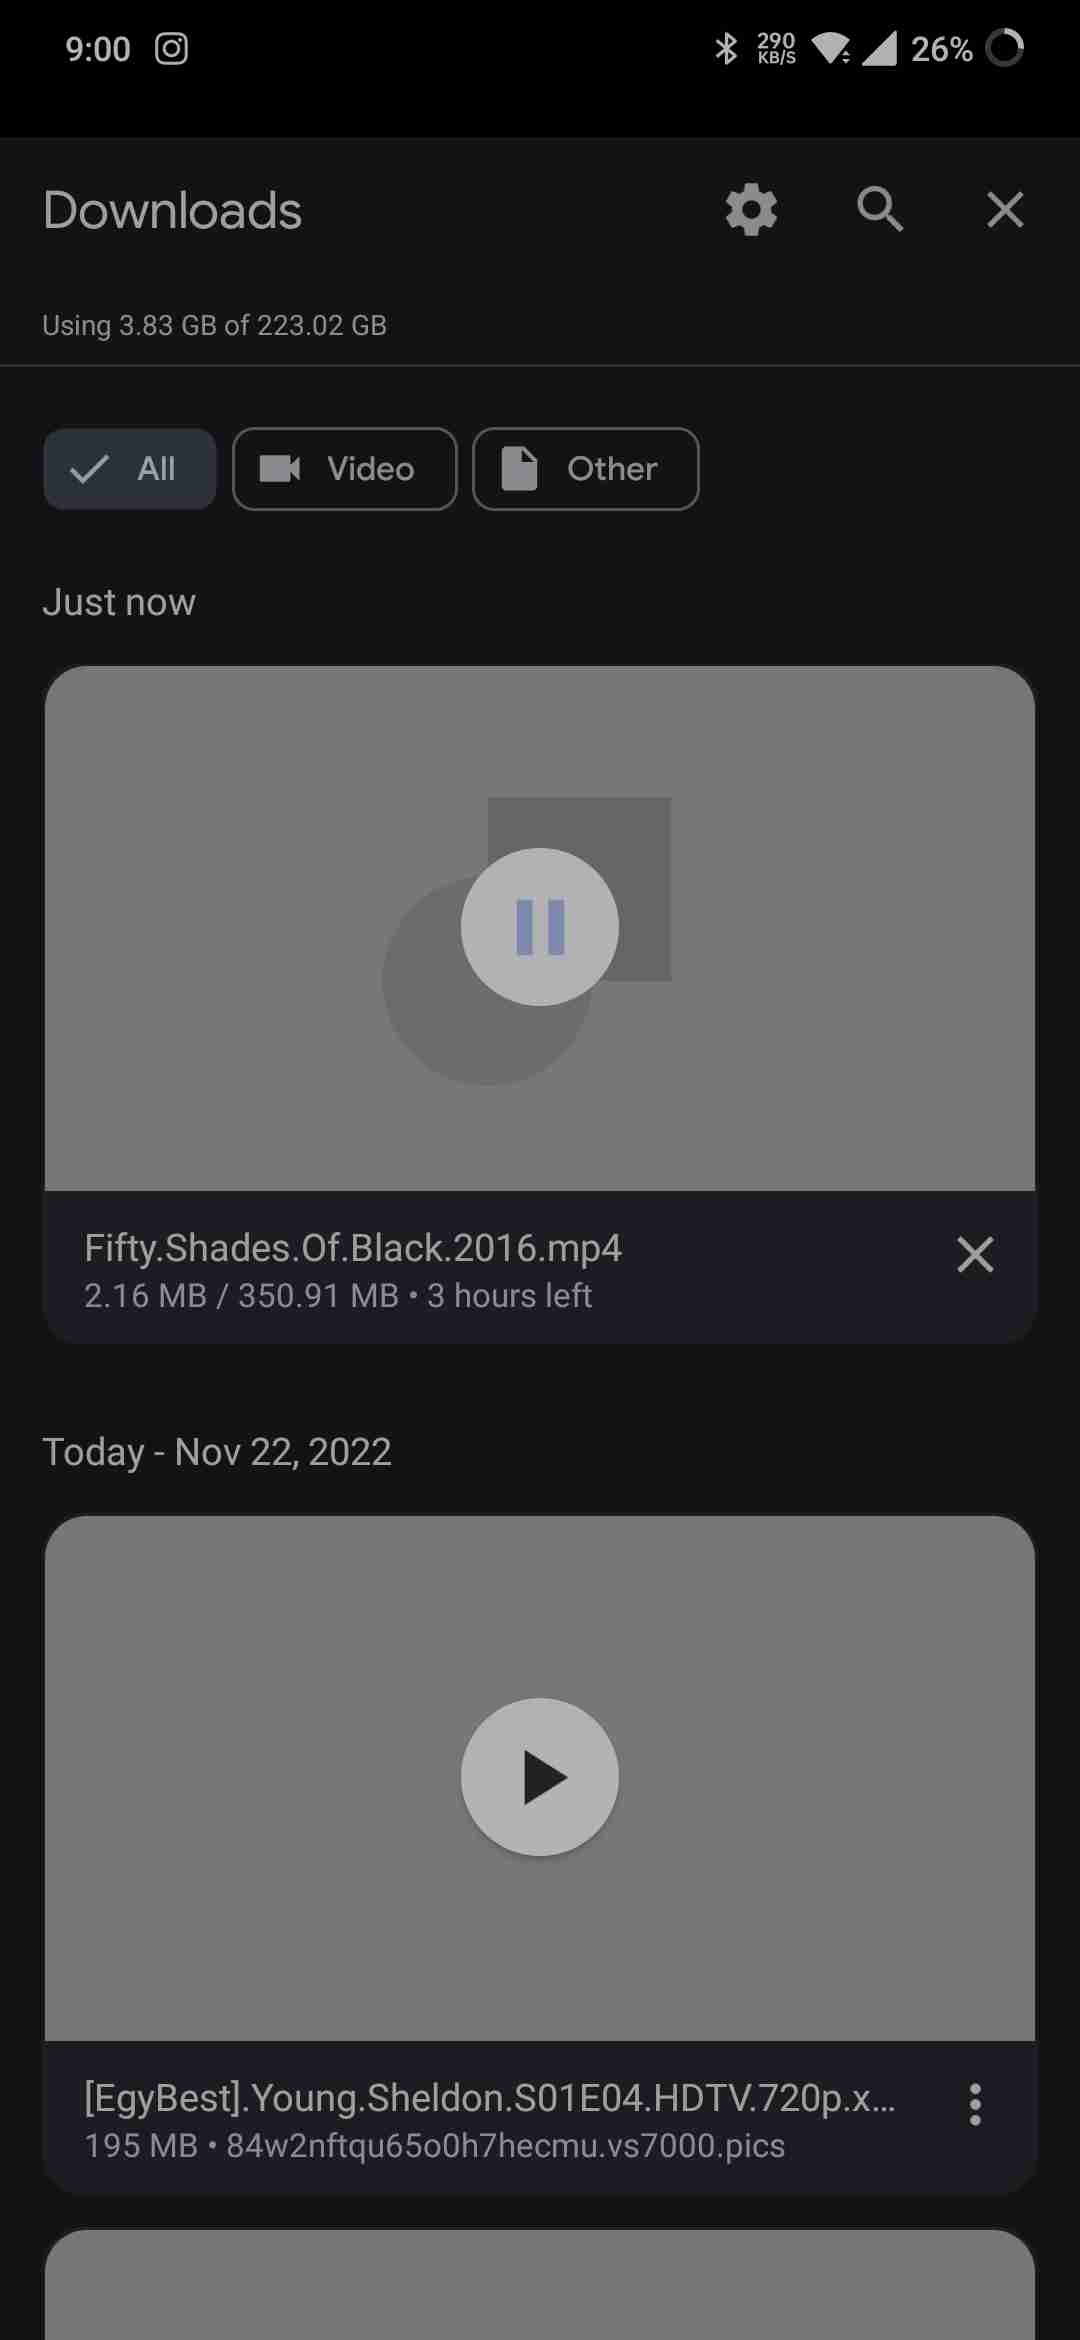 9:00
290 KB/S
26%
Downloads
Using 3.83 GB of 223.02 GB
All
Video
Other
Just now
Fifty.Shades.Of.Black.2016.mp4
2.16 MB / 350.91 MB • 3 hours left
Today - Nov 22, 2022
[EgyBest].Young.Sheldon.S01E04.HDTV.720p.x...
195 MB • 84w2nftqu65o0h7hecmu.vs7000.pics